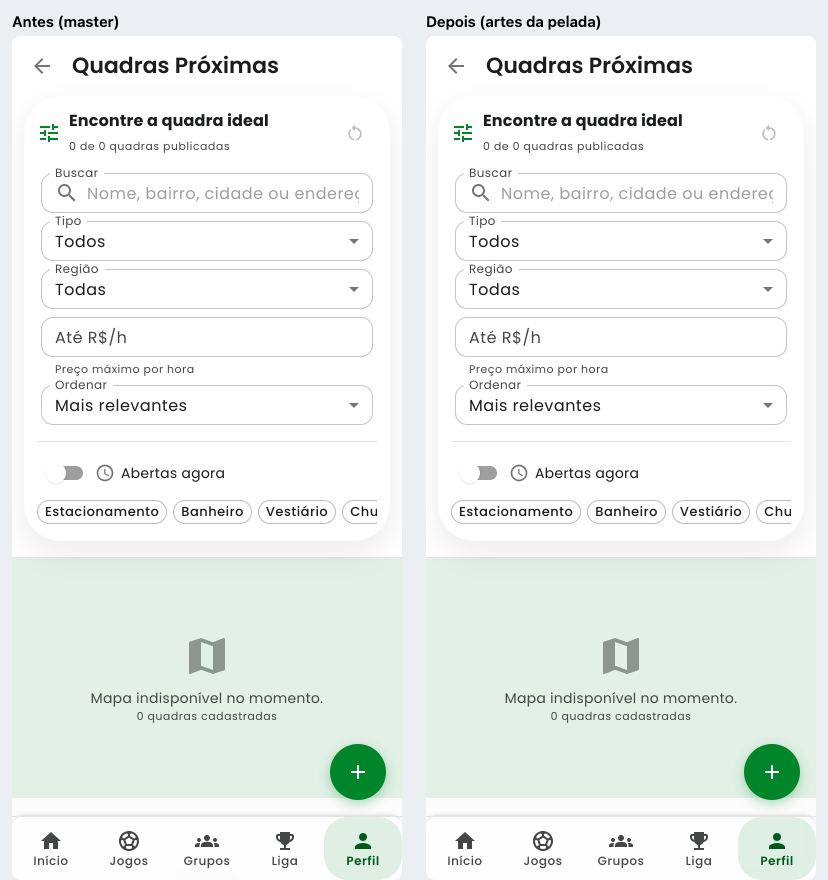 Antes (master)
Quadras Próximas
Encontre a quadra ideal
0 de 0 quadras publicadas
Buscar
Nome, bairro, cidade ou endereç
Tipo
Todos
Região
Todas
Até R$/h
Preço máximo por hora
Ordenar
Mais relevantes
Abertas agora
Estacionamento Banheiro Vestiário Chu
Mapa indisponível no momento.
0 quadras cadastradas
Início Jogos Grupos Liga Perfil
Depois (artes da pelada)
Quadras Próximas
Encontre a quadra ideal
0 de 0 quadras publicadas
Buscar
Nome, bairro, cidade ou endereç
Tipo
Todos
Região
Todas
Até R$/h
Preço máximo por hora
Ordenar
Mais relevantes
Abertas agora
Estacionamento Banheiro Vestiário Chu
Mapa indisponível no momento.
0 quadras cadastradas
Início Jogos Grupos Liga Perfil